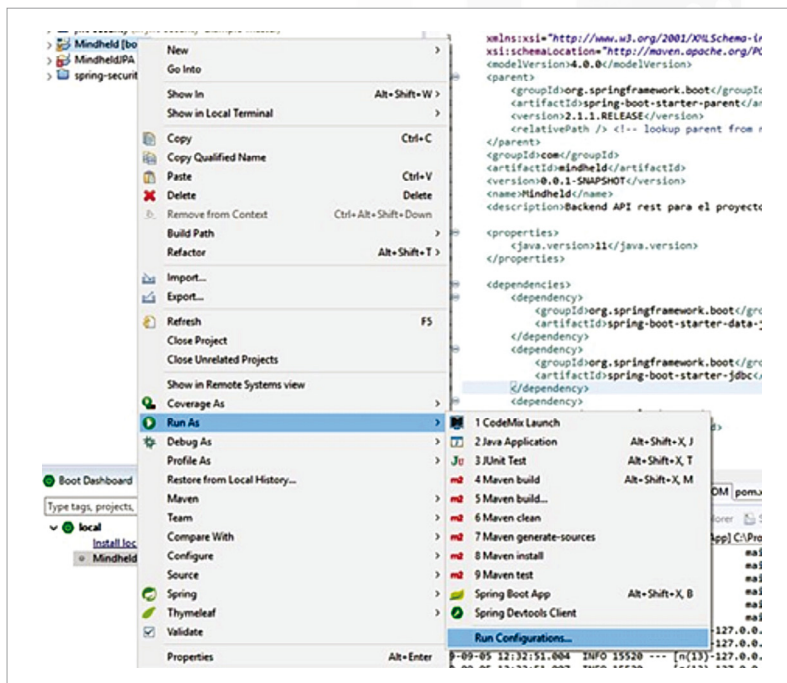 Mindheld [bo
MindheldJPA
spring-securit
New
Go Into
Show In Alt+Shift+W >
Show in Local Terminal
Copy Ctrl+C
Copy Qualified Name
Paste Ctrl+V
Delete Delete
Remove from Context Ctrl+Alt+Shift+Down
Build Path
Refactor Alt+Shift+T >
Import...
Export...
Refresh F5
Close Project
Close Unrelated Projects
Show in Remote Systems view
Coverage As
Run As
Debug As
Profile As
Restore from Local History...
Maven
Team
Compare With
Configure
Source
Spring
Thymeleaf
Validate
Properties Alt+Enter
1 CodeMix Launch
2 Java Application Alt+Shift+X, J
3 JUnit Test Alt+Shift+X, T
4 Maven build Alt+Shift+X, M
5 Maven build...
6 Maven clean
7 Maven generate-sources
8 Maven install
9 Maven test
Spring Boot App Alt+Shift+X, B
Spring Devtools Client
Run Configurations...
xmlns:xsi="http://www.w3.org/2001/XMLSchema-in
xsi:schemaLocation="http://maven.apache.org/PO
<modelVersion>4.0.0</modelVersion>
<parent>
<groupId>org.springframework.boot</groupId
<artifactId>spring-boot-starter-parent</ar
<version>2.1.1.RELEASE</version>
<relativePath /> <!-- lookup parent from r
</parent>
<groupId>com</groupId>
<artifactId>mindheld</artifactId>
<version>0.0.1-SNAPSHOT</version>
<name>Mindheld</name>
<description>Backend API rest para el proyecto
<properties>
<java.version>11</java.version>
</properties>
<dependencies>
<dependency>
<groupId>org.springframework.boot</gro
<artifactId>spring-boot-starter-data-j
</dependency>
<dependency>
<groupId>org.springframework.boot</gro
<artifactId>spring-boot-starter-jdbc</
</dependency>
<dependency>
Boot Dashboard
Type tags, projects,
local
Install loc
Mindheld
OM pom.x
orer
App] C:\Pro
mai
mai
mai
mai
mai
-127.0.0.
-127.0.0.
9-09-05 12:32:51.004 INFO 15520 --- [n(13)-127.0.0.